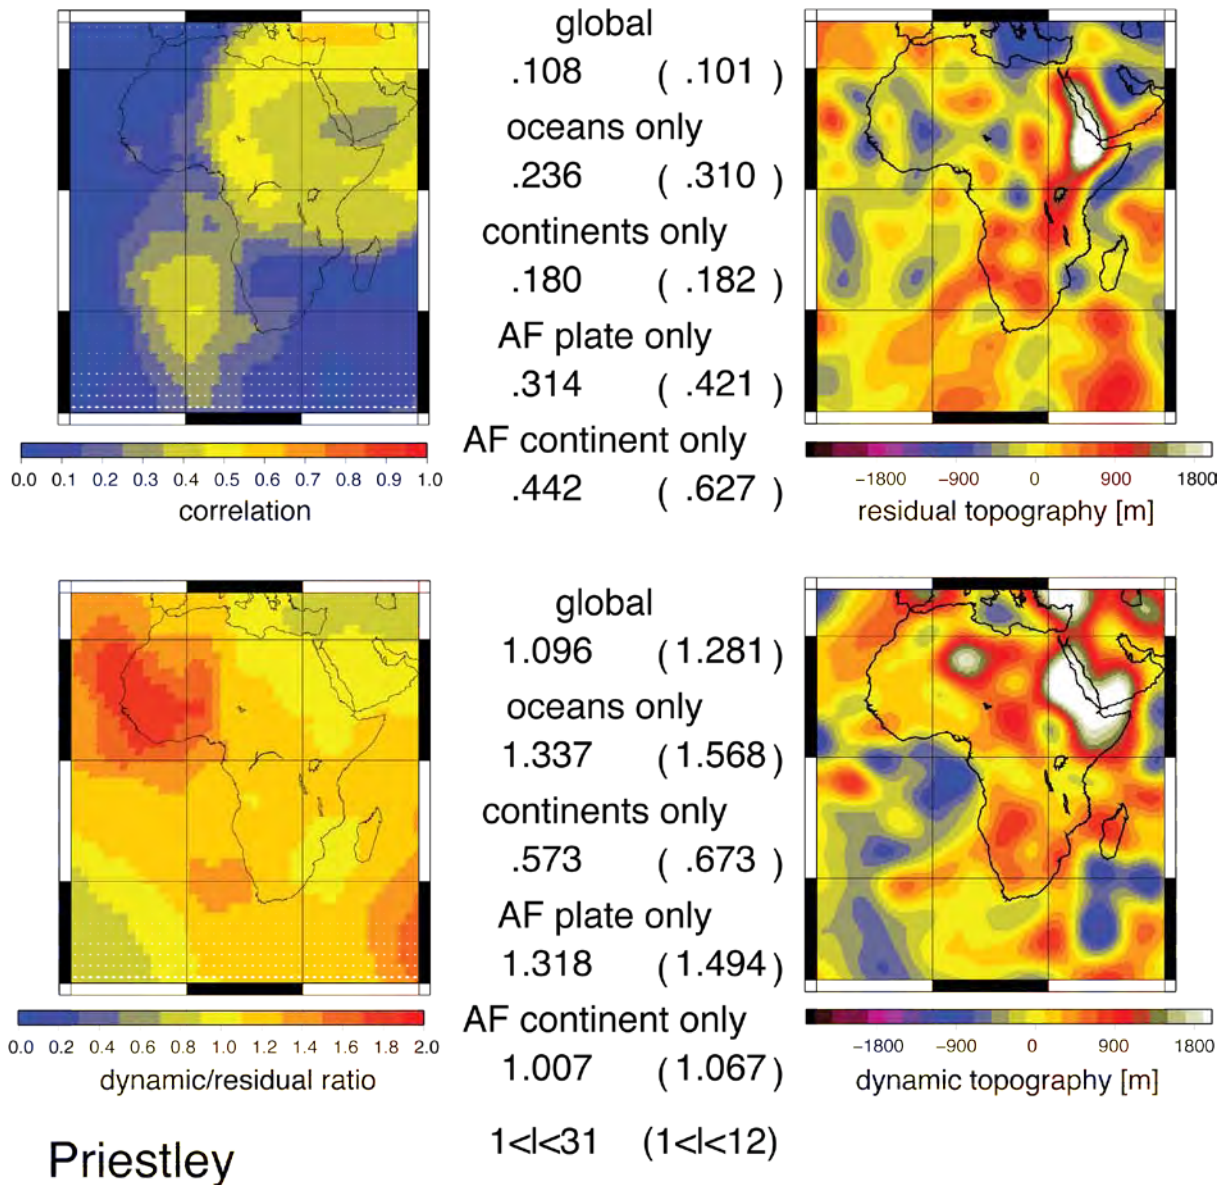 global
.108 ( .101 )
oceans only
.236 ( .310 )
continents only
.180 ( .182 )
AF plate only
.314 ( .421 )
AF continent only
.442 ( .627 )
0.0 0.1 0.2 0.3 0.4 0.5 0.6 0.7 0.8 0.9 1.0
correlation
−1800 −900 0 900 1800
residual topography [m]
global
1.096 (1.281)
oceans only
1.337 (1.568)
continents only
.573 ( .673 )
AF plate only
1.318 (1.494)
AF continent only
1.007 (1.067)
1<l<31 (1<l<12)
0.0 0.2 0.4 0.6 0.8 1.0 1.2 1.4 1.6 1.8 2.0
dynamic/residual ratio
−1800 −900 0 900 1800
dynamic topography [m]
Priestley